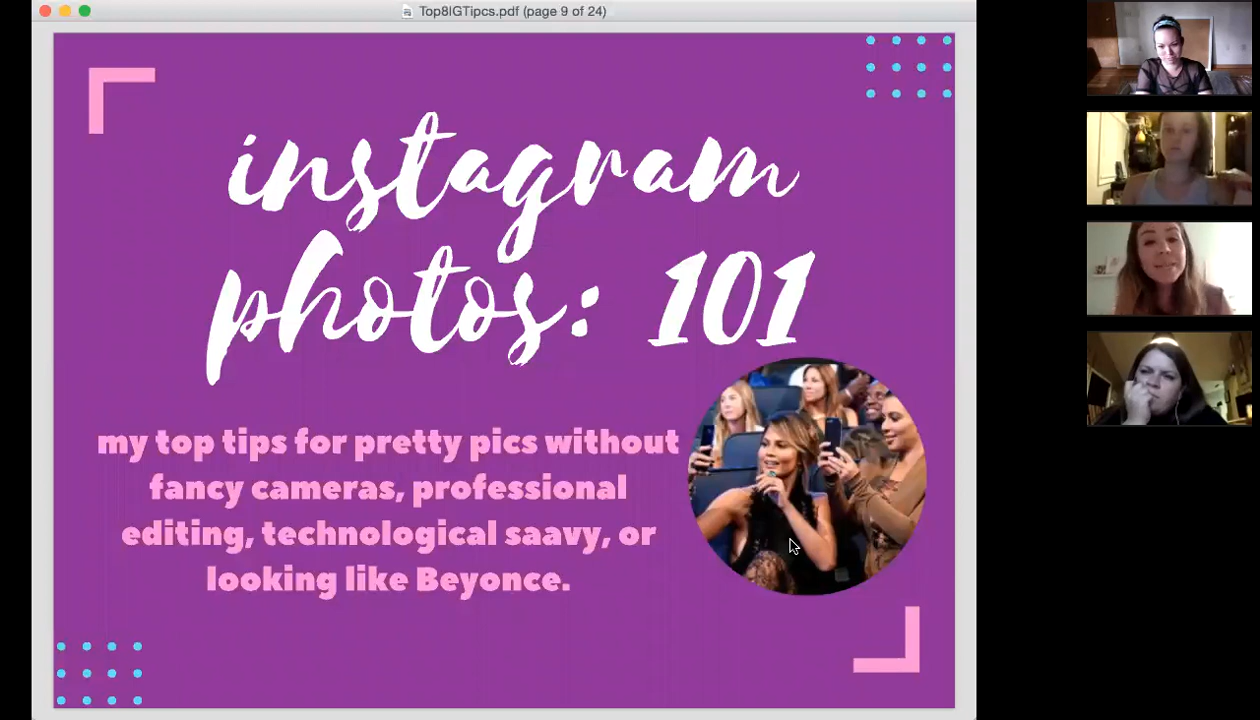 Top8IGTipcs.pdf (page 9 of 24)
instagram
photos: 101
my top tips for pretty pics without
fancy cameras, professional
editing, technological saavy, or
looking like Beyonce.